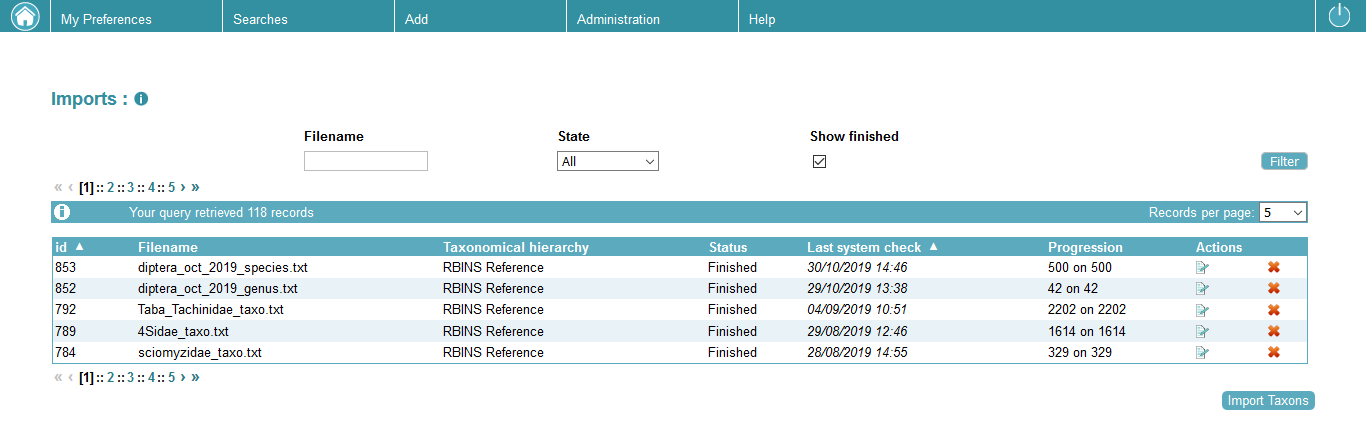 My Preferences Searches Add Administration Help
Imports :
Filename State Show finished
All Filter
« ‹ [1] :: 2 :: 3 :: 4 :: 5 › »
Your query retrieved 118 records Records per page: 5
id ▲ Filename Taxonomical hierarchy Status Last system check ▲ Progression Actions
853 diptera_oct_2019_species.txt RBINS Reference Finished 30/10/2019 14:46 500 on 500
852 diptera_oct_2019_genus.txt RBINS Reference Finished 29/10/2019 13:38 42 on 42
792 Taba_Tachinidae_taxo.txt RBINS Reference Finished 04/09/2019 10:51 2202 on 2202
789 4Sidae_taxo.txt RBINS Reference Finished 29/08/2019 12:46 1614 on 1614
784 sciomyzidae_taxo.txt RBINS Reference Finished 28/08/2019 14:55 329 on 329
« ‹ [1] :: 2 :: 3 :: 4 :: 5 › »
Import Taxons